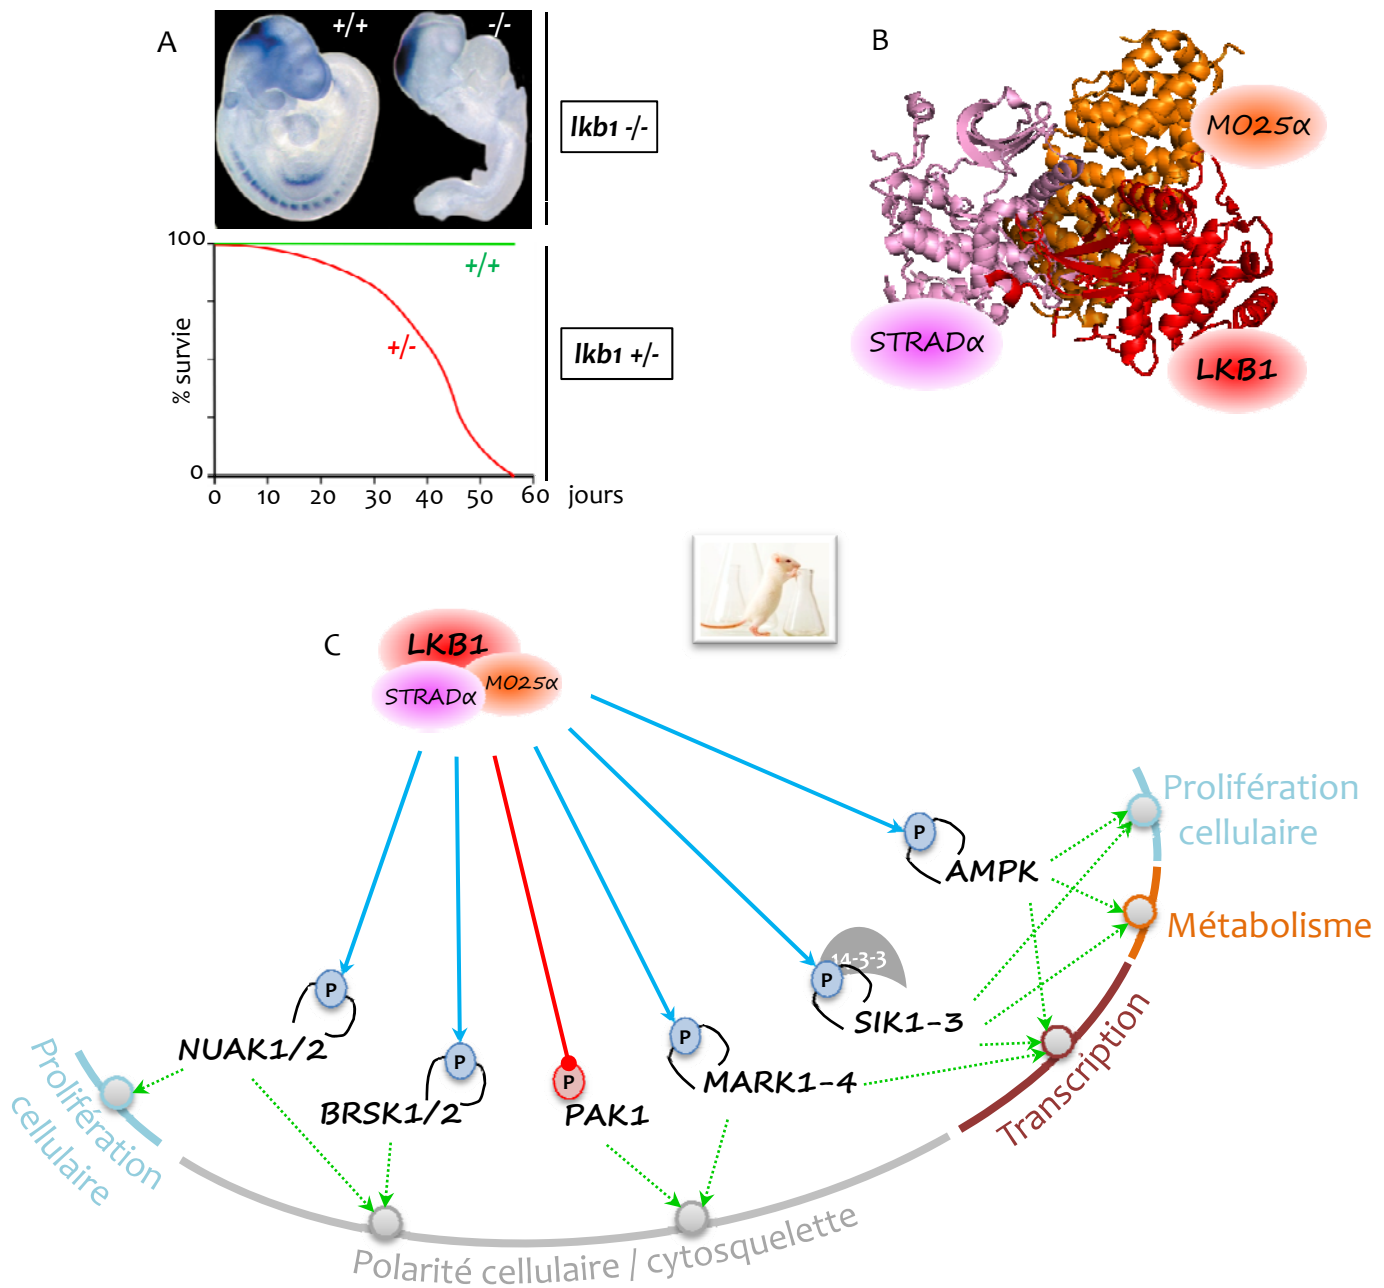 A
+/+
-/-
lkb1 -/-
100
+/+
+/-
% survie
0
0 10 20 30 40 50 60 jours
lkb1 +/-
B
MO25α
STRADα
LKB1
C
LKB1
STRADα
MO25α
P
AMPK
14-3-3
P
SIK1-3
P
NUAK1/2
P
BRSK1/2
P
PAK1
P
MARK1-4
Prolifération
cellulaire
Métabolisme
Transcription
Polarité cellulaire / cytosquelette
Prolifération
cellulaire